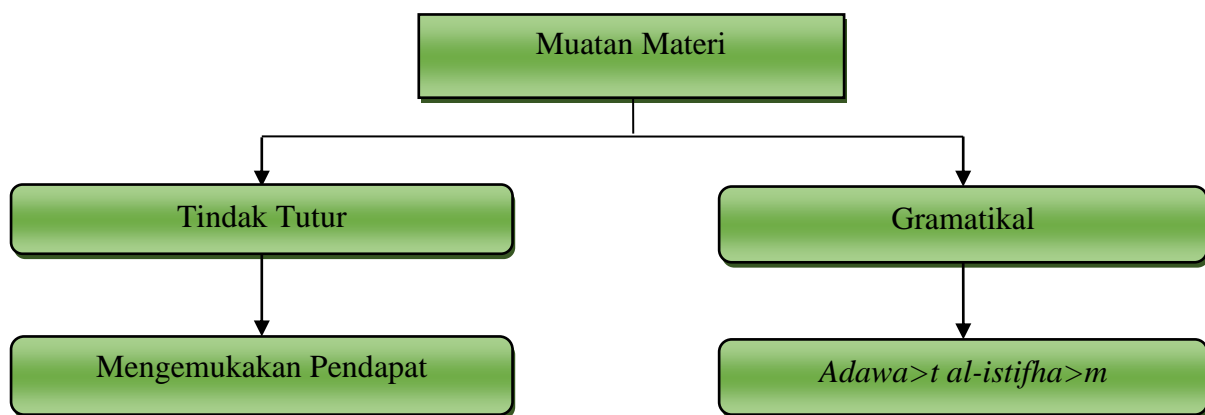 Muatan Materi
Tindak Tutur
Gramatikal
Mengemukakan Pendapat
Adawa>t al-istifha>m